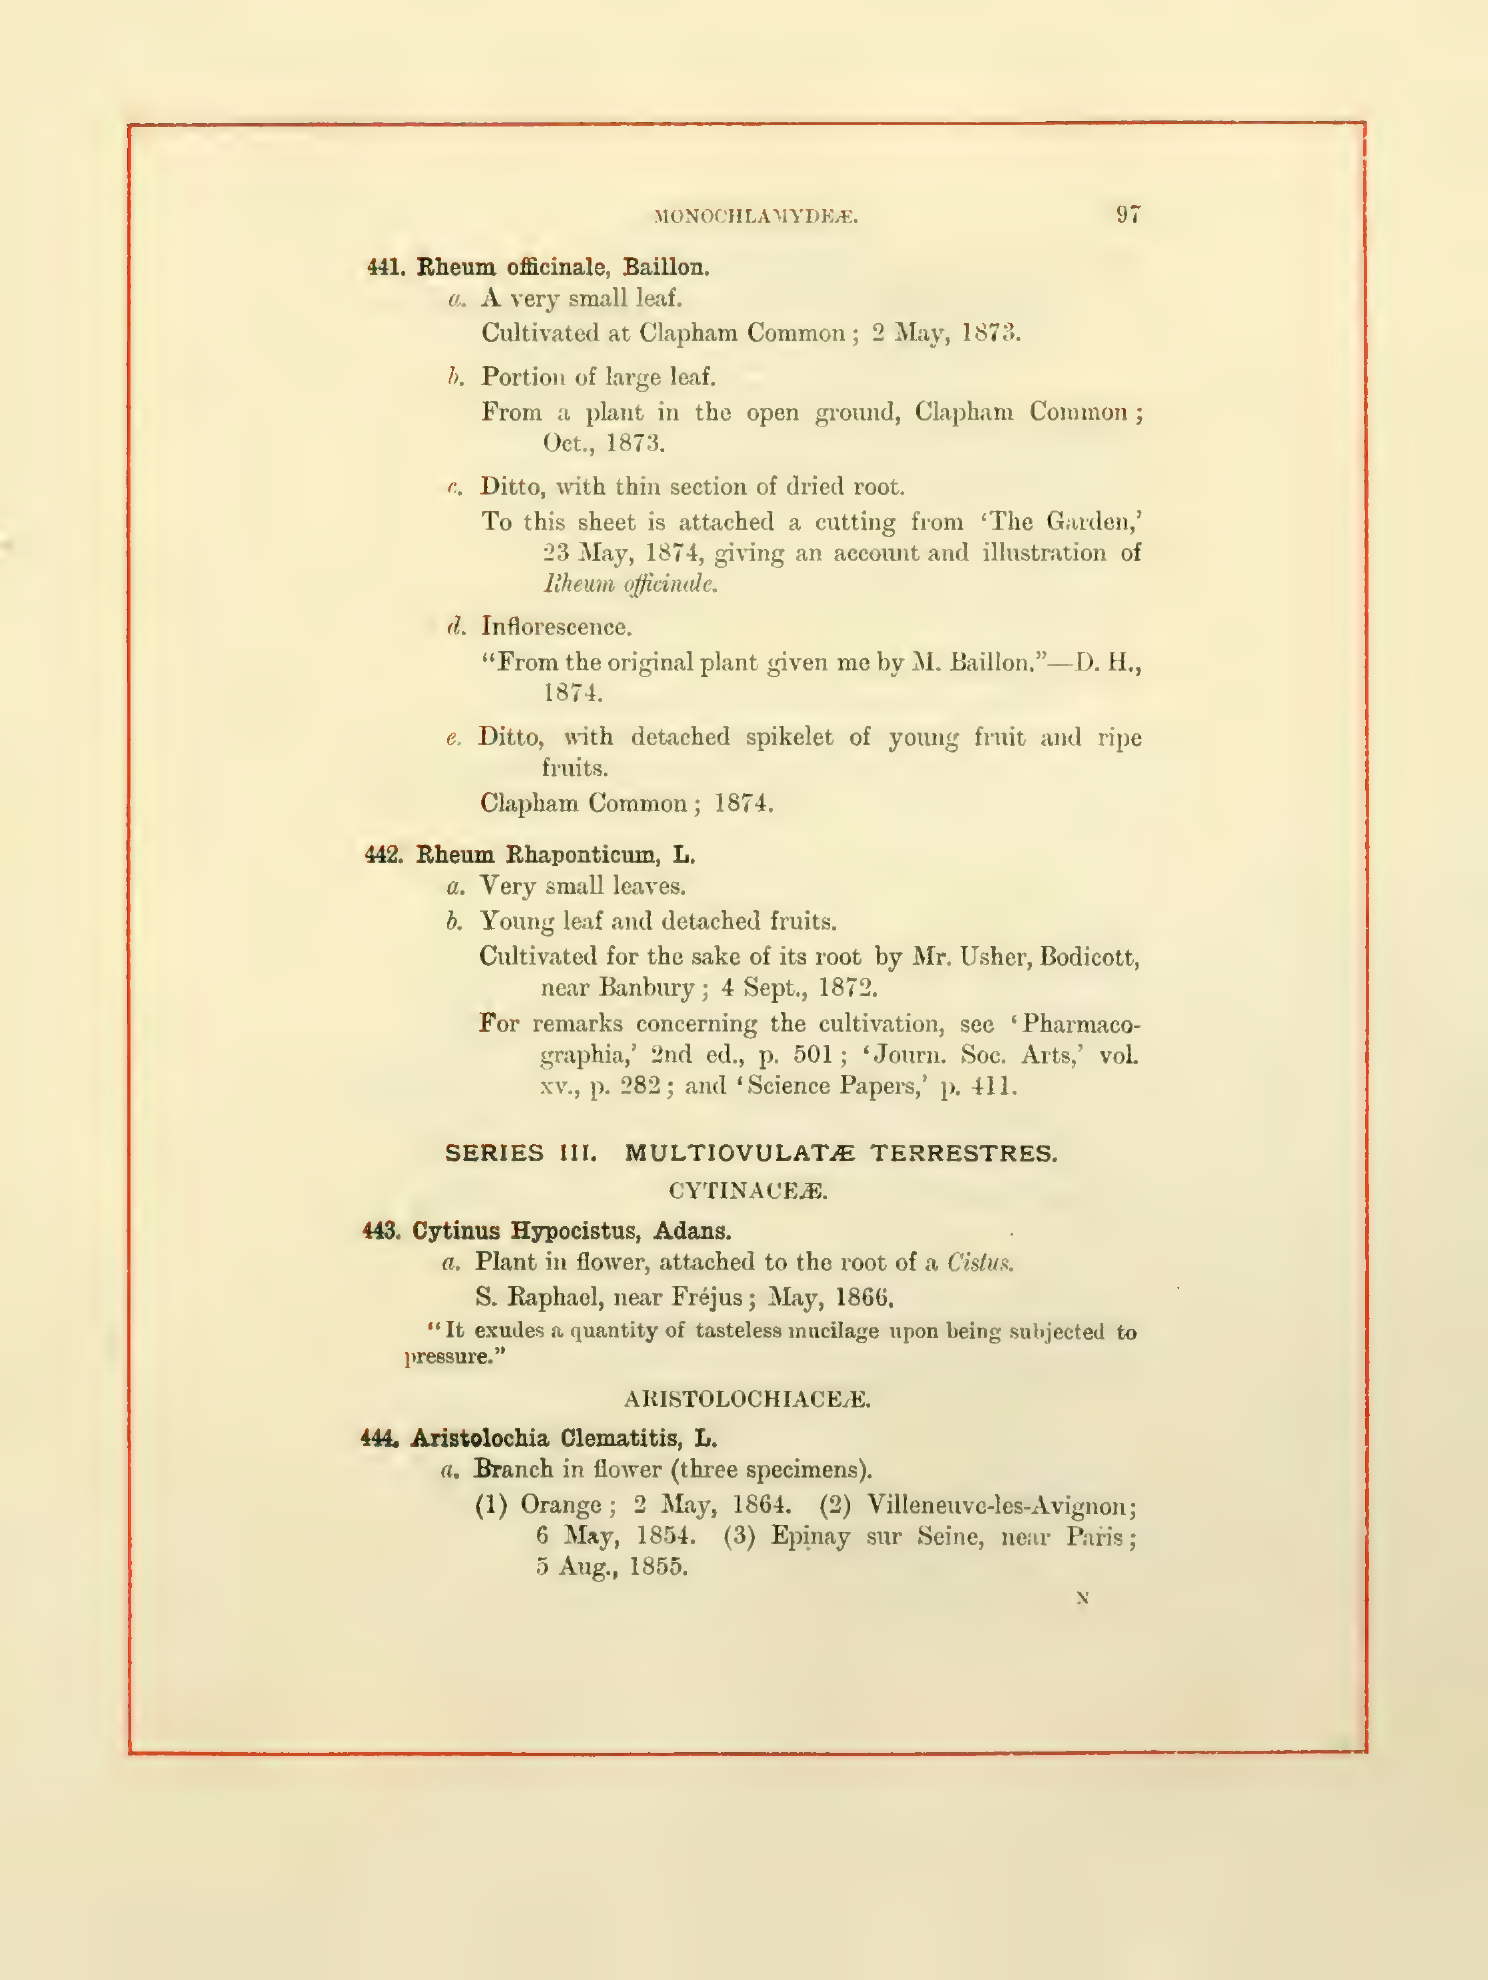 MONOCHLAMYDEÆ. 97
441. Rheum officinale, Baillon.
a. A very small leaf.
Cultivated at Clapham Common; 2 May, 1873.
b. Portion of large leaf.
From a plant in the open ground, Clapham Common;
Oct., 1873.
c. Ditto, with thin section of dried root.
To this sheet is attached a cutting from ‘The Garden,’
23 May, 1874, giving an account and illustration of
Rheum officinale.
d. Inflorescence.
“From the original plant given me by M. Baillon.”—D. H.,
1874.
e. Ditto, with detached spikelet of young fruit and ripe
fruits.
Clapham Common; 1874.
442. Rheum Rhaponticum, L.
a. Very small leaves.
b. Young leaf and detached fruits.
Cultivated for the sake of its root by Mr. Usher, Bodicott,
near Banbury; 4 Sept., 1872.
For remarks concerning the cultivation, see ‘Pharmaco-
graphia,’ 2nd ed., p. 501; ‘Journ. Soc. Arts,’ vol.
xv., p. 282; and ‘Science Papers,’ p. 411.
SERIES III. MULTIOVULATÆ TERRESTRES.
CYTINACEÆ.
443. Cytinus Hypocistus, Adans.
a. Plant in flower, attached to the root of a Cistus.
S. Raphael, near Fréjus; May, 1866.
“It exudes a quantity of tasteless mucilage upon being subjected to
pressure.”
ARISTOLOCHIACEÆ.
444. Aristolochia Clematitis, L.
a. Branch in flower (three specimens).
(1) Orange; 2 May, 1864. (2) Villeneuve-les-Avignon;
6 May, 1854. (3) Epinay sur Seine, near Paris;
5 Aug., 1855.
N